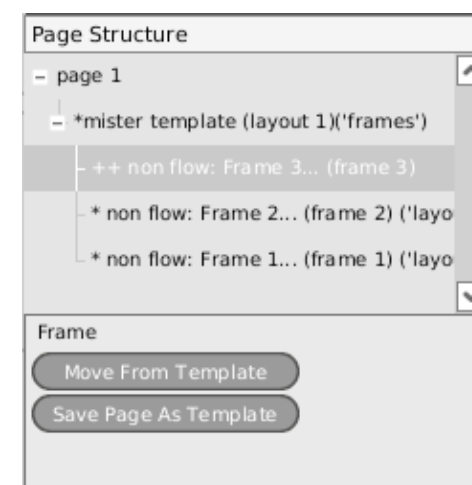 Page Structure
page 1
*mister template (layout 1)('frames')
++ non flow: Frame 3... (frame 3)
* non flow: Frame 2... (frame 2) ('layo
* non flow: Frame 1... (frame 1) ('layo
Frame
Move From Template
Save Page As Template